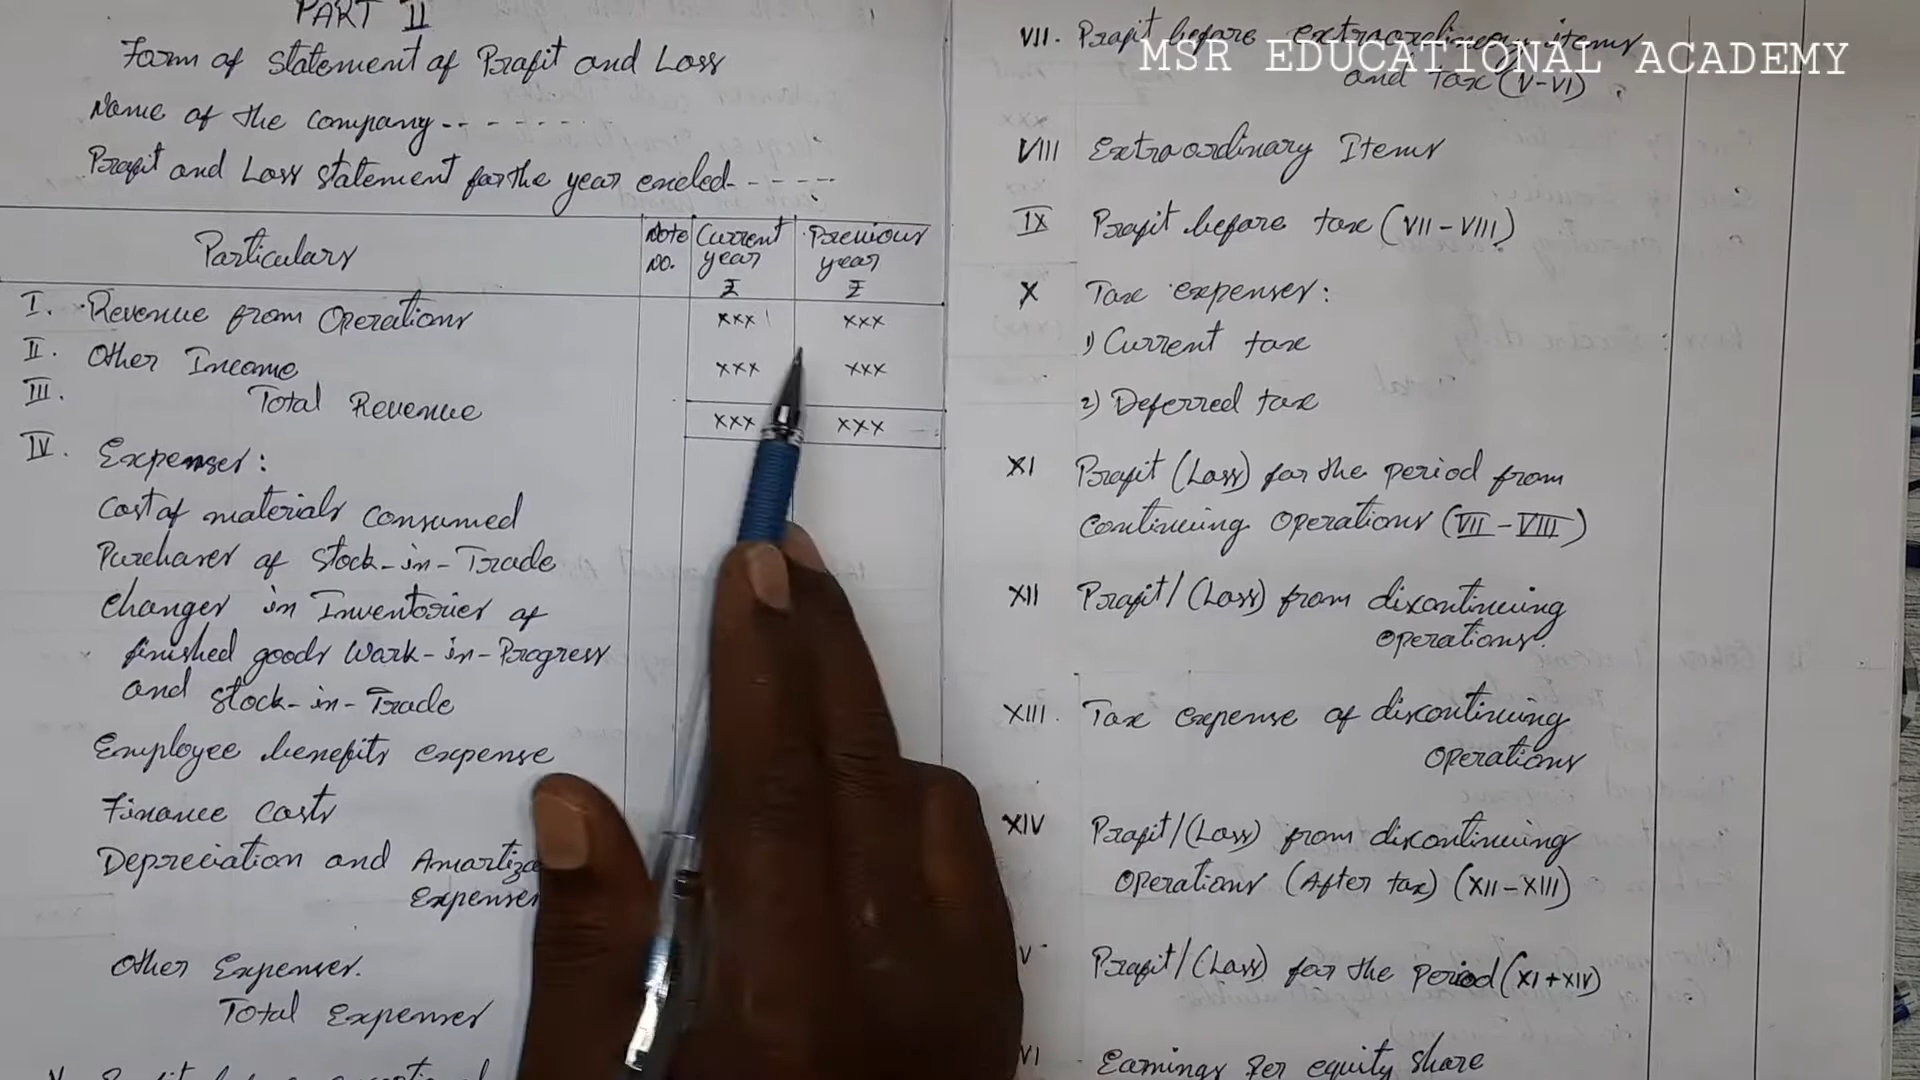 PART II
Form of Statement of Profit and Loss
Name of the company
Profit and Loss Statement for the year ended
Particulars
Note No.
Current year ₹
Previous year ₹
I. Revenue from Operations xxx xxx
II. Other Income xxx xxx
III. Total Revenue xxx xxx
IV. Expenses:
Cost of materials consumed
Purchases of Stock-in-Trade
Changes in Inventories of
finished goods Work-in-Progress
and Stock-in-Trade
Employee benefits expense
Finance Costs
Depreciation and
Expenses
Other Expenses.
Total Expenses
VII. Profit before extraordinary items
and tax (V-VI)
MSR EDUCATIONAL ACADEMY
VIII Extraordinary Items
IX Profit before tax (VII-VIII)
X Tax expenses:
1) Current tax
2) Deferred tax
XI Profit (Loss) for the period from
continuing Operations (VII-VIII)
XII Profit/(Loss) from discontinuing
operations.
XIII. Tax expense of discontinuing
Operations
XIV Profit/(Loss) from discontinuing
Operations (After tax) (XII-XIII)
Profit/(Loss) for the period (XI+XIV)
Earnings per equity share